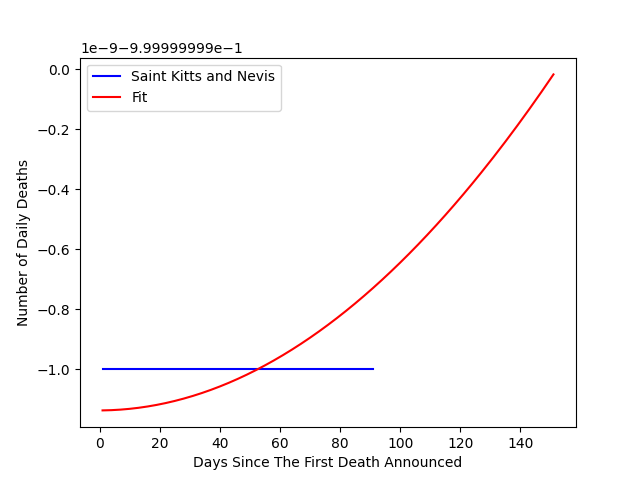 1e−9−9.99999999e−1
0.0
−0.2
−0.4
−0.6
−0.8
−1.0
Number of Daily Deaths
Saint Kitts and Nevis
Fit
0 20 40 60 80 100 120 140
Days Since The First Death Announced